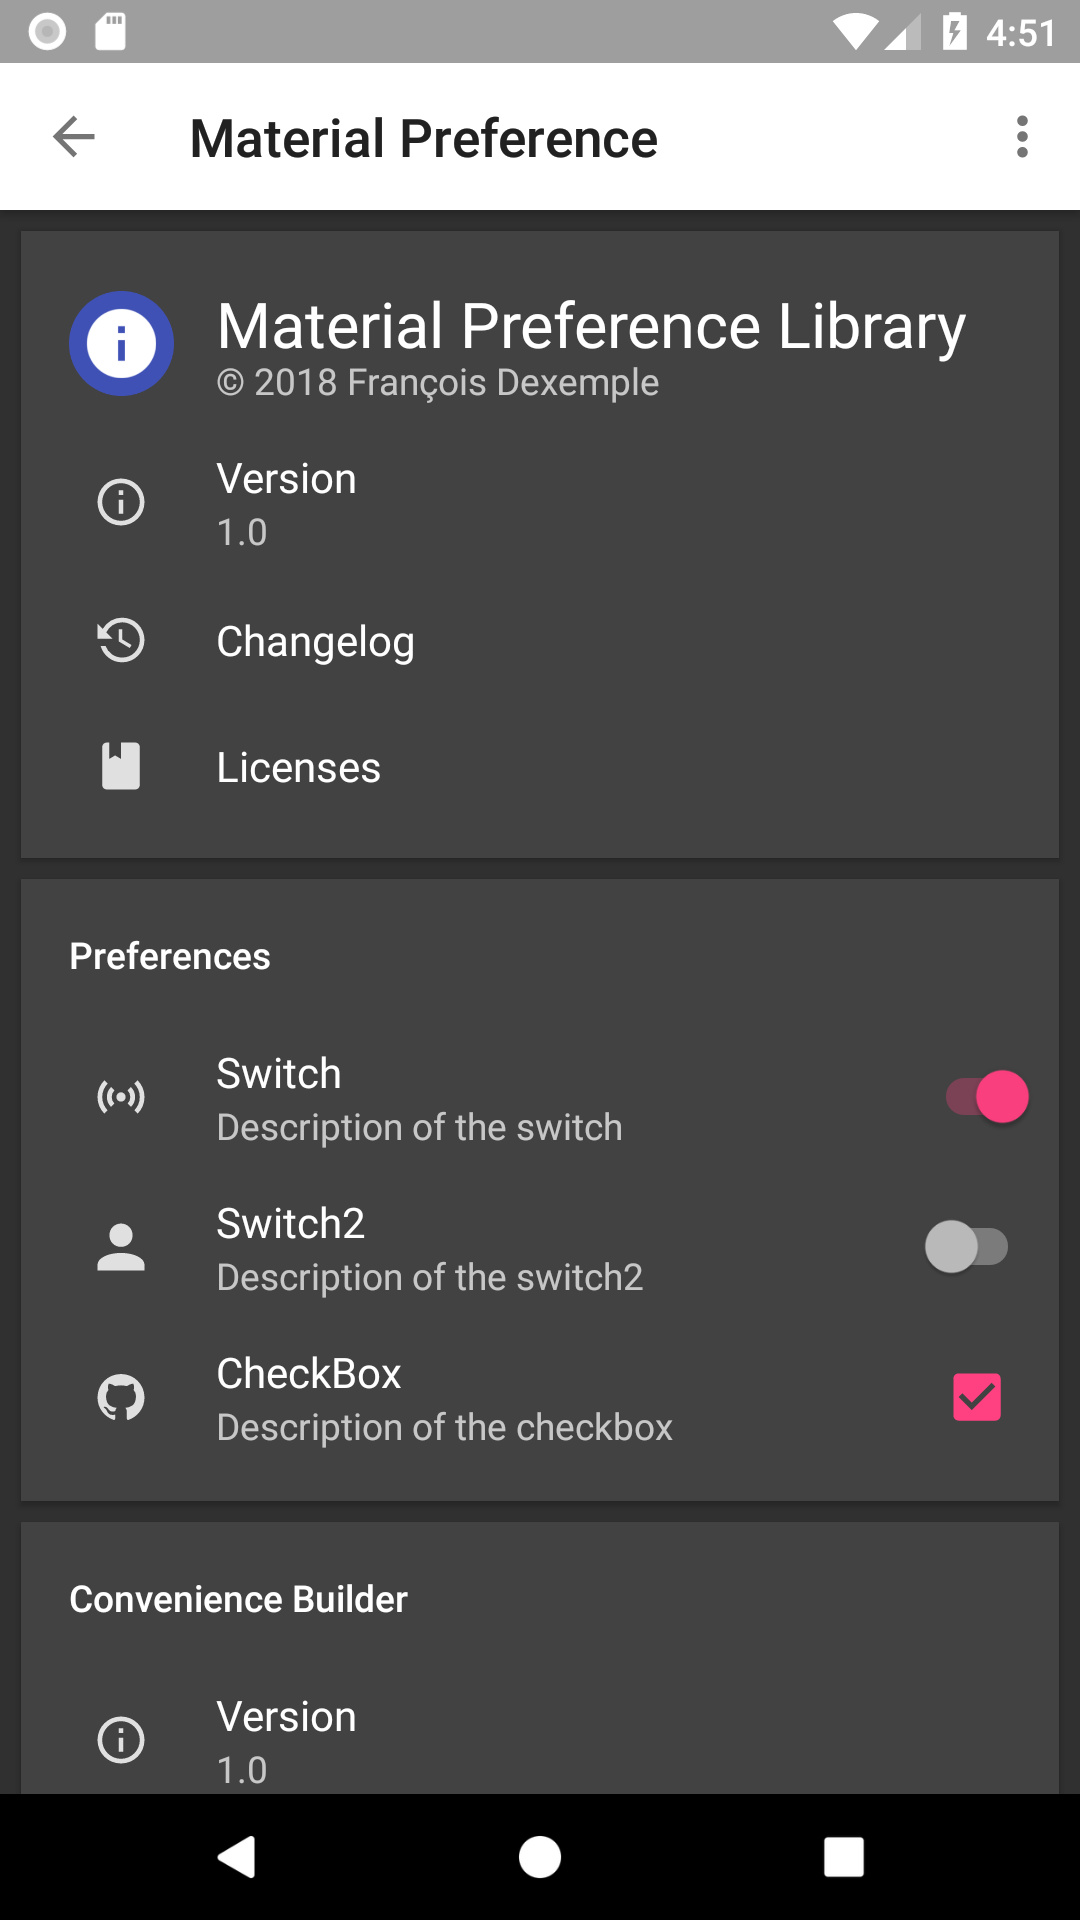 4:51
Material Preference
Material Preference Library
© 2018 François Dexemple
Version
1.0
Changelog
Licenses
Preferences
Switch
Description of the switch
Switch2
Description of the switch2
CheckBox
Description of the checkbox
Convenience Builder
Version
1.0